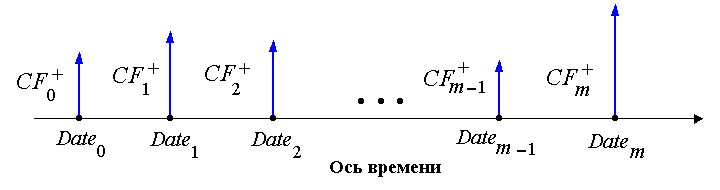 CF₀⁺ CF₁⁺ CF₂⁺ . . . CFₘ₋₁⁺ CFₘ⁺
Date₀ Date₁ Date₂ Dateₘ ₋₁ Dateₘ
Ось времени